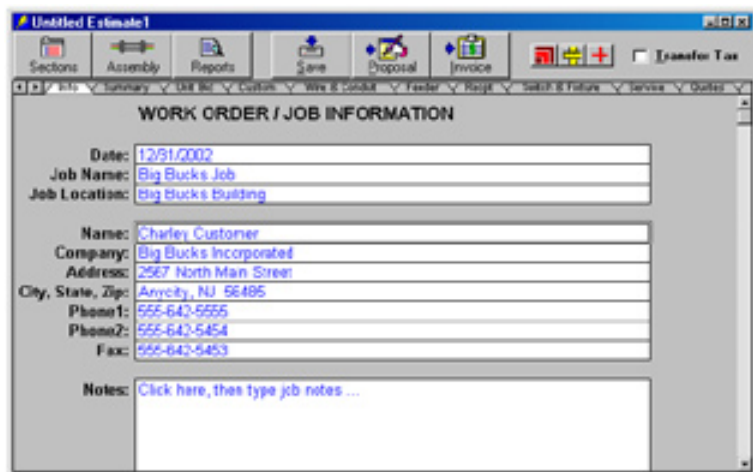 Untitled Estimate1
Sections Assembly Reports Save Proposal Invoice Transfer Tax
Info Summary Unit Bid Custom Wire & Conduit Feeder Recpt Switch & Fixture Service Quotes
WORK ORDER / JOB INFORMATION
Date: 12/31/2002
Job Name: Big Bucks Job
Job Location: Big Bucks Building
Name: Charley Customer
Company: Big Bucks Incorporated
Address: 2567 North Main Street
City, State, Zip: Anycity, NJ 56485
Phone1: 555-642-5555
Phone2: 555-642-5454
Fax: 555-642-5453
Notes: Click here, then type job notes ...